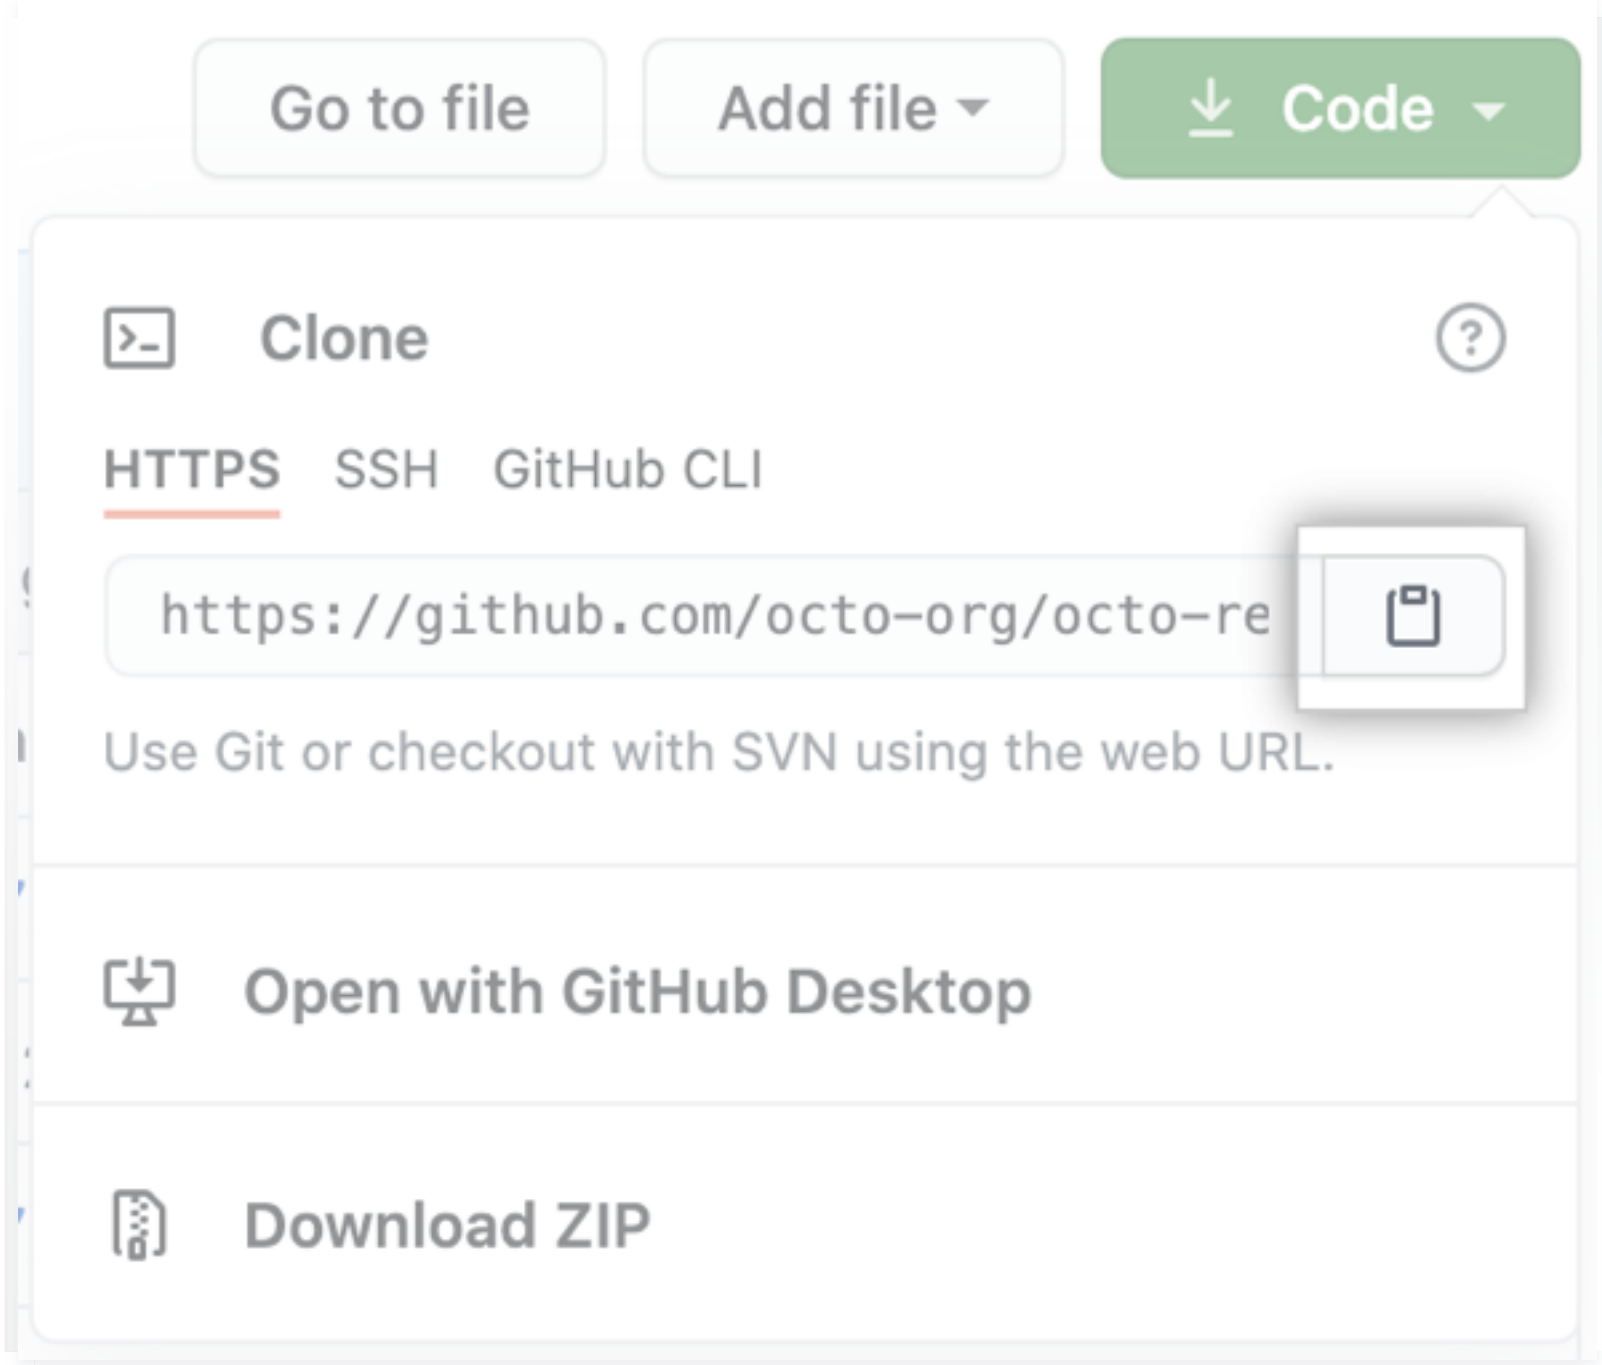 Go to file
Add file
Code
Clone
HTTPS SSH GitHub CLI
https://github.com/octo-org/octo-re
Use Git or checkout with SVN using the web URL.
Open with GitHub Desktop
Download ZIP